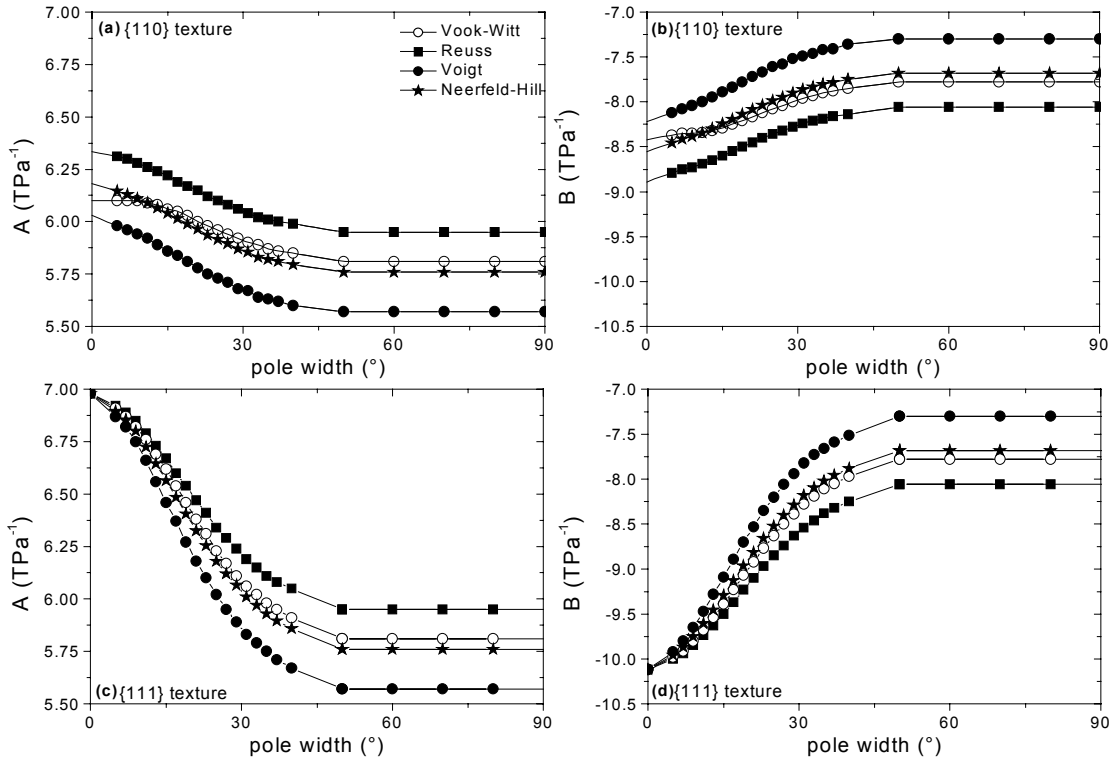 (a) {110} texture
Vook-Witt
Reuss
Voigt
Neerfeld-Hill
7.00
6.75
6.50
6.25
6.00
5.75
5.50
A (TPa-1)
0
30
60
90
pole width (°)
(b) {110} texture
-7.0
-7.5
-8.0
-8.5
-9.0
-9.5
-10.0
-10.5
B (TPa-1)
0
30
60
90
pole width (°)
7.00
6.75
6.50
6.25
6.00
5.75
5.50
A (TPa-1)
(c) {111} texture
0
30
60
90
pole width (°)
-7.0
-7.5
-8.0
-8.5
-9.0
-9.5
-10.0
-10.5
B (TPa-1)
(d) {111} texture
0
30
60
90
pole width (°)